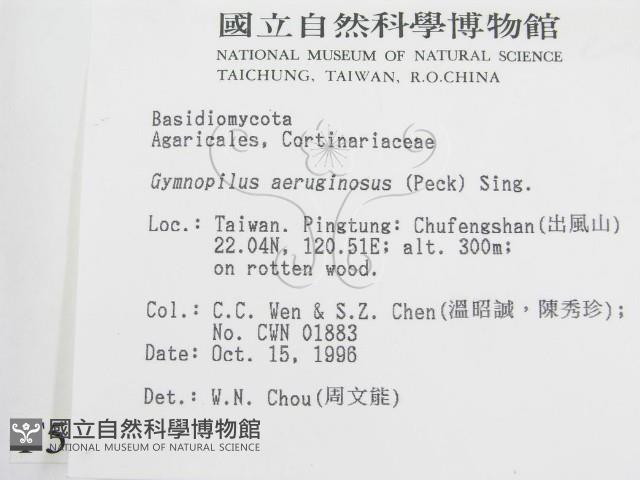 國立自然科學博物館
NATIONAL MUSEUM OF NATURAL SCIENCE
TAICHUNG, TAIWAN, R.O.CHINA
Basidiomycota
Agaricales, Cortinariaceae
Gymnopilus aeruginosus (Peck) Sing.
Loc.: Taiwan. Pingtung: Chufengshan(出風山)
22.04N, 120.51E; alt. 300m;
on rotten wood.
Col.: C.C. Wen & S.Z. Chen(溫昭誠，陳秀珍);
No. CWN 01883
Date: Oct. 15, 1996
Det.: W.N. Chou(周文能)
國立自然科學博物館
NATIONAL MUSEUM OF NATURAL SCIENCE